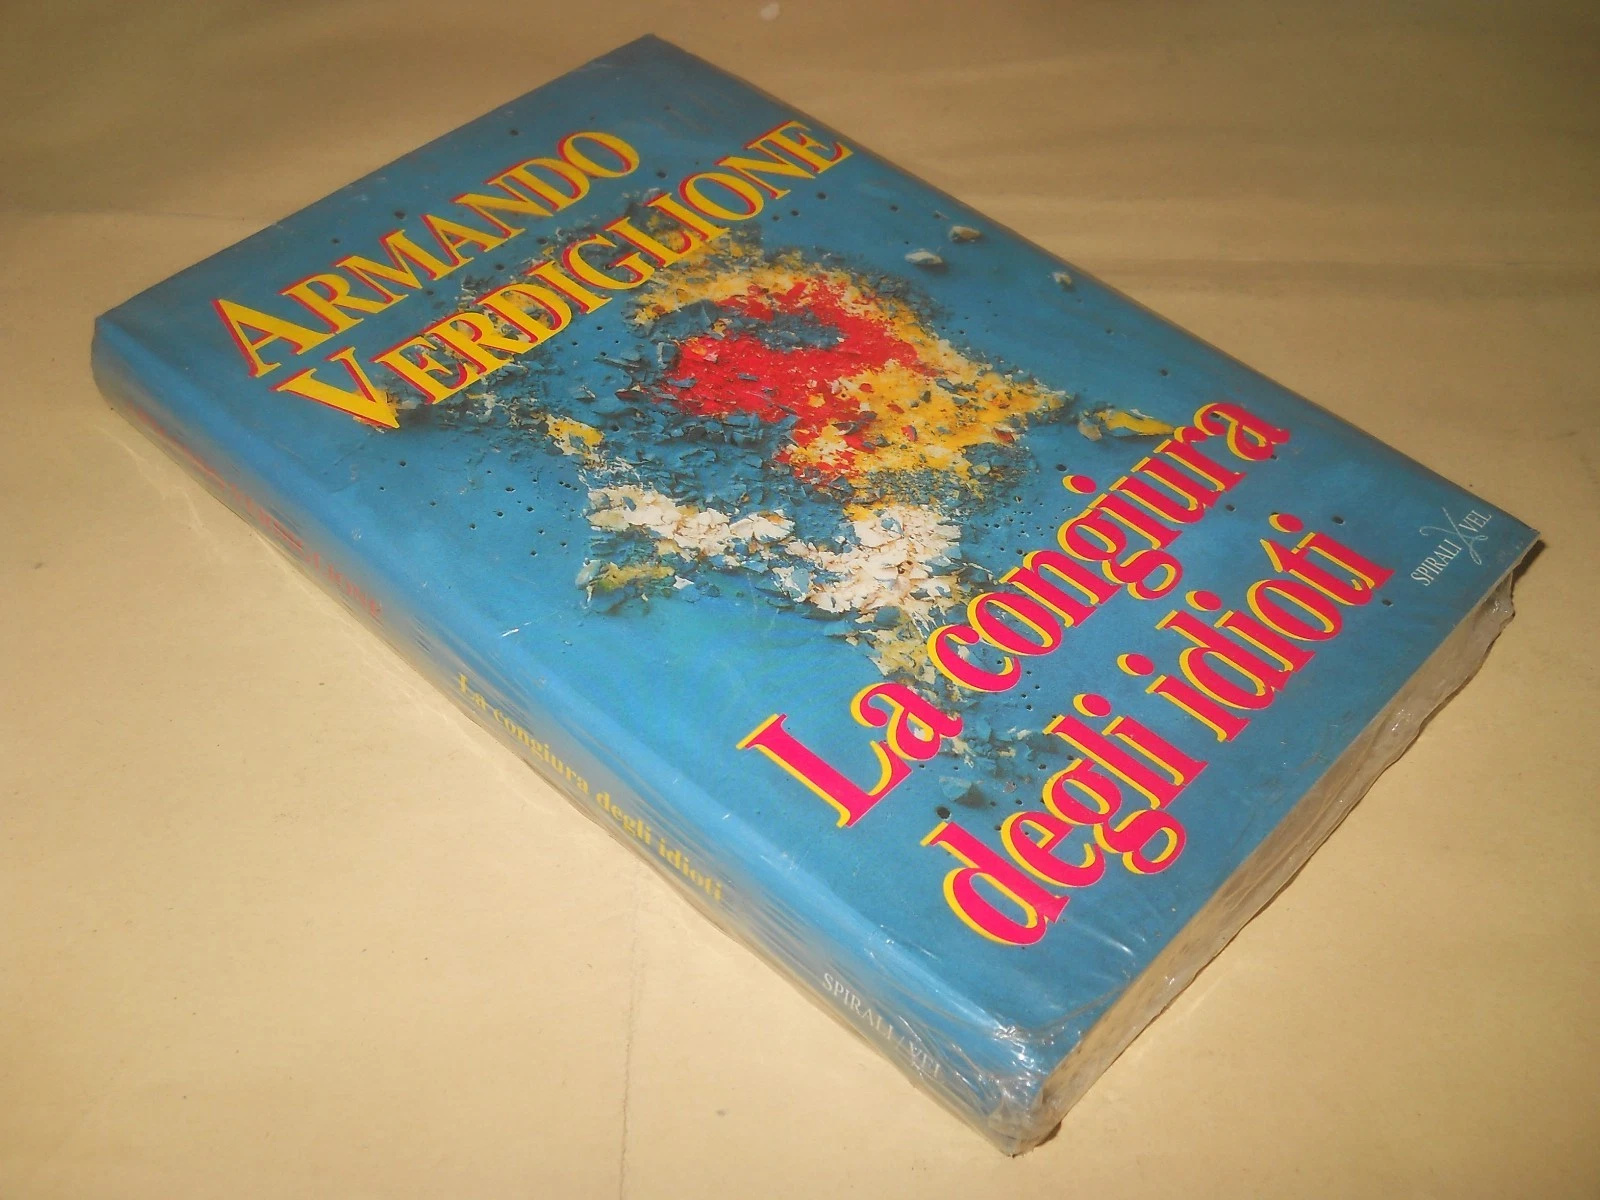 ARMANDO
VERDIGLIONE
La congiura
degli idioti
SPIRALI VEL
La congiura degli idioti
SPIRALI / VEL